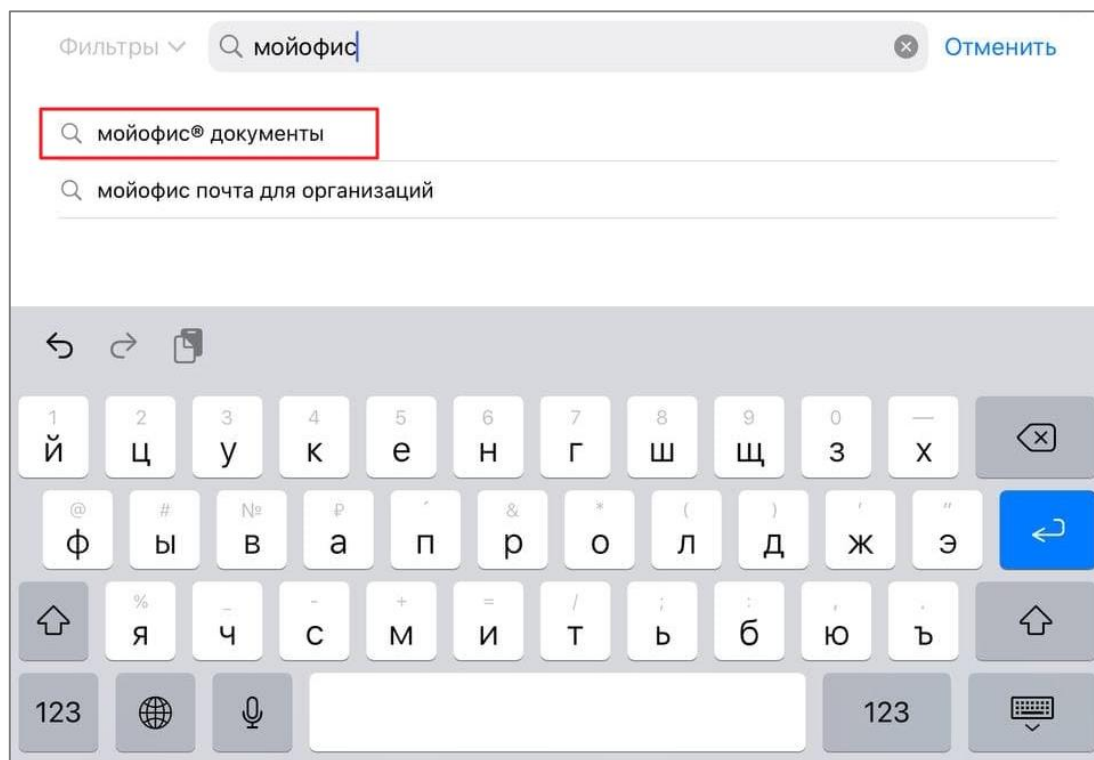 Фильтры мойофис Отменить
мойофис® документы
мойофис почта для организаций
1 2 3 4 5 6 7 8 9 0 —
й ц у к е н г ш щ з х
@ # № ₽ ´ & * ( ) ' "
ф ы в а п р о л д ж э
% _ - + = / ; : , .
я ч с м и т ь б ю ъ
123 123